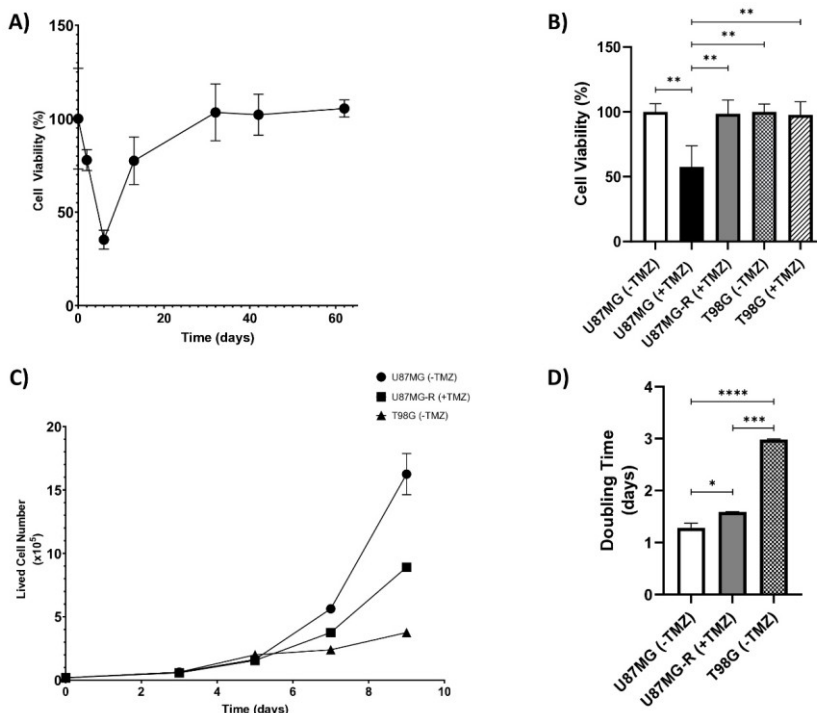 A)
Cell Viability (%)
150
100
50
0
0 20 40 60
Time (days)
B)
Cell Viability (%)
150
100
50
0
**
**
**
**
U87MG (-TMZ)
U87MG (+TMZ)
U87MG-R (+TMZ)
T98G (-TMZ)
T98G (+TMZ)
C)
U87MG (-TMZ)
U87MG-R (+TMZ)
T98G (-TMZ)
Lived Cell Number
(x10⁵)
20
15
10
5
0
0 2 4 6 8 10
Time (days)
D)
Doubling Time
(days)
4
3
2
1
0
****
***
*
U87MG (-TMZ)
U87MG-R (+TMZ)
T98G (-TMZ)